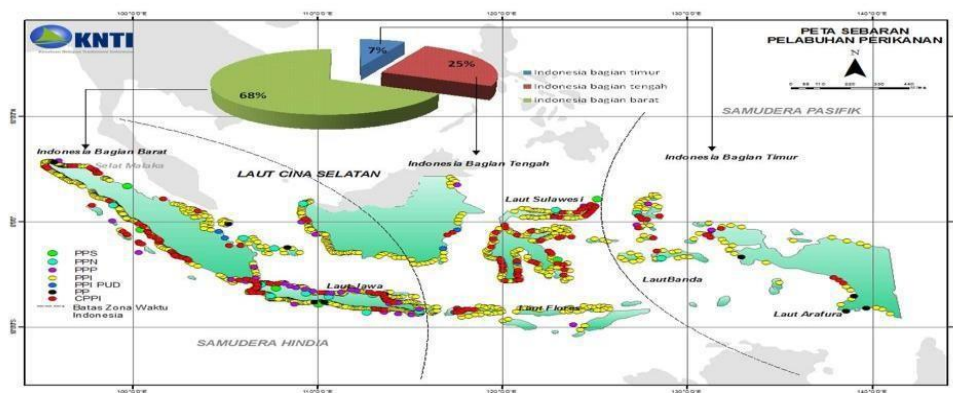 KNTI
PETA SEBARAN
PELABUHAN PERIKANAN
N
7%
25%
68%
Indonesia bagian timur
Indonesia bagian tengah
indonesia bagian barat
SAMUDERA PASIFIK
Indonesia Bagian Barat
Selat Malaka
Indonesia Bagian Tengah
Indonesia Bagian Timur
LAUT CINA SELATAN
Laut Sulawesi
PPS
PPN
PPP
PPI
PPI PUD
PP
CPPI
Batas Zona Waktu
Indonesia
Laut Jawa
Laut Flores
LautBanda
Laut Arafura
SAMUDERA HINDIA